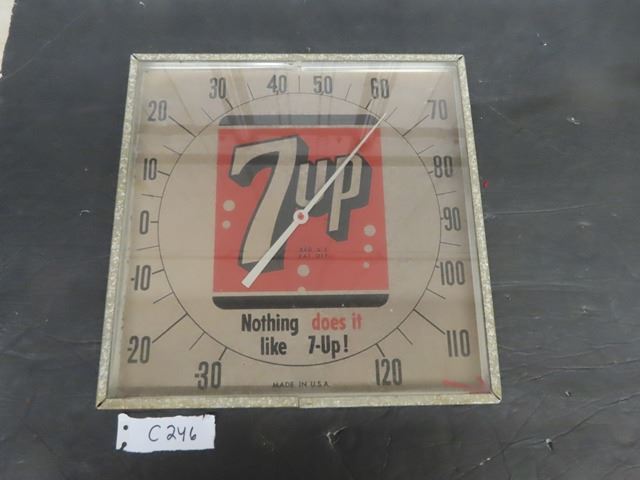 30 40 50 60
20 70
10 80
0 90
-10 100
-20 110
-30 120
7up
REG. U.S.
PAT. OFF.
Nothing does it
like 7-Up!
MADE IN U.S.A.
C246